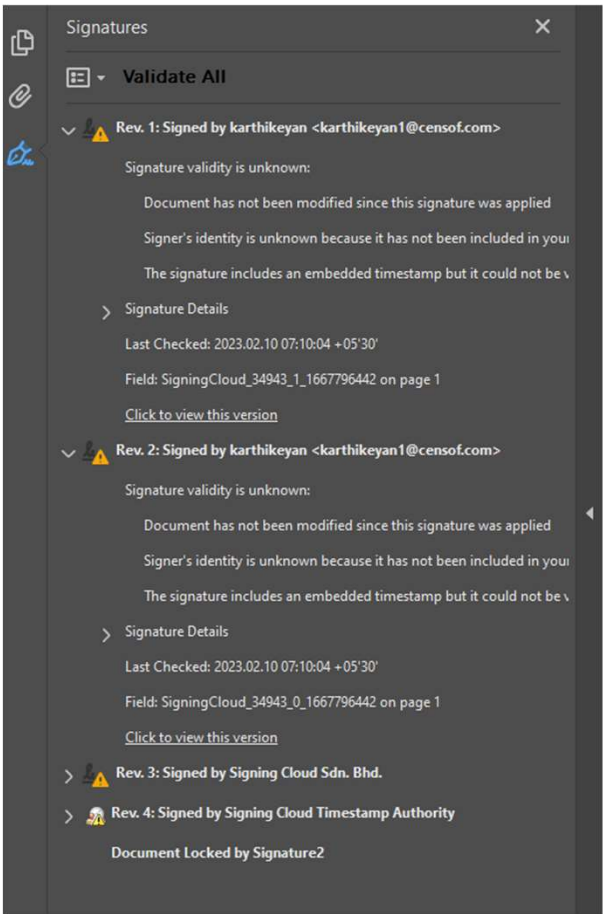 Signatures
Validate All
Rev. 1: Signed by karthikeyan <karthikeyan1@censof.com>
Signature validity is unknown:
Document has not been modified since this signature was applied
Signer's identity is unknown because it has not been included in your
The signature includes an embedded timestamp but it could not be v
Signature Details
Last Checked: 2023.02.10 07:10:04 +05'30'
Field: SigningCloud_34943_1_1667796442 on page 1
Click to view this version
Rev. 2: Signed by karthikeyan <karthikeyan1@censof.com>
Signature validity is unknown:
Document has not been modified since this signature was applied
Signer's identity is unknown because it has not been included in your
The signature includes an embedded timestamp but it could not be v
Signature Details
Last Checked: 2023.02.10 07:10:04 +05'30'
Field: SigningCloud_34943_0_1667796442 on page 1
Click to view this version
Rev. 3: Signed by Signing Cloud Sdn. Bhd.
Rev. 4: Signed by Signing Cloud Timestamp Authority
Document Locked by Signature2